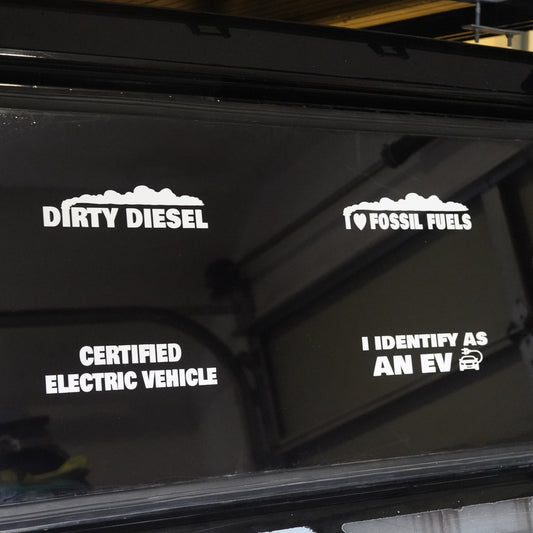 DIRTY DIESEL
I ♥ FOSSIL FUELS
CERTIFIED
ELECTRIC VEHICLE
I IDENTIFY AS
AN EV